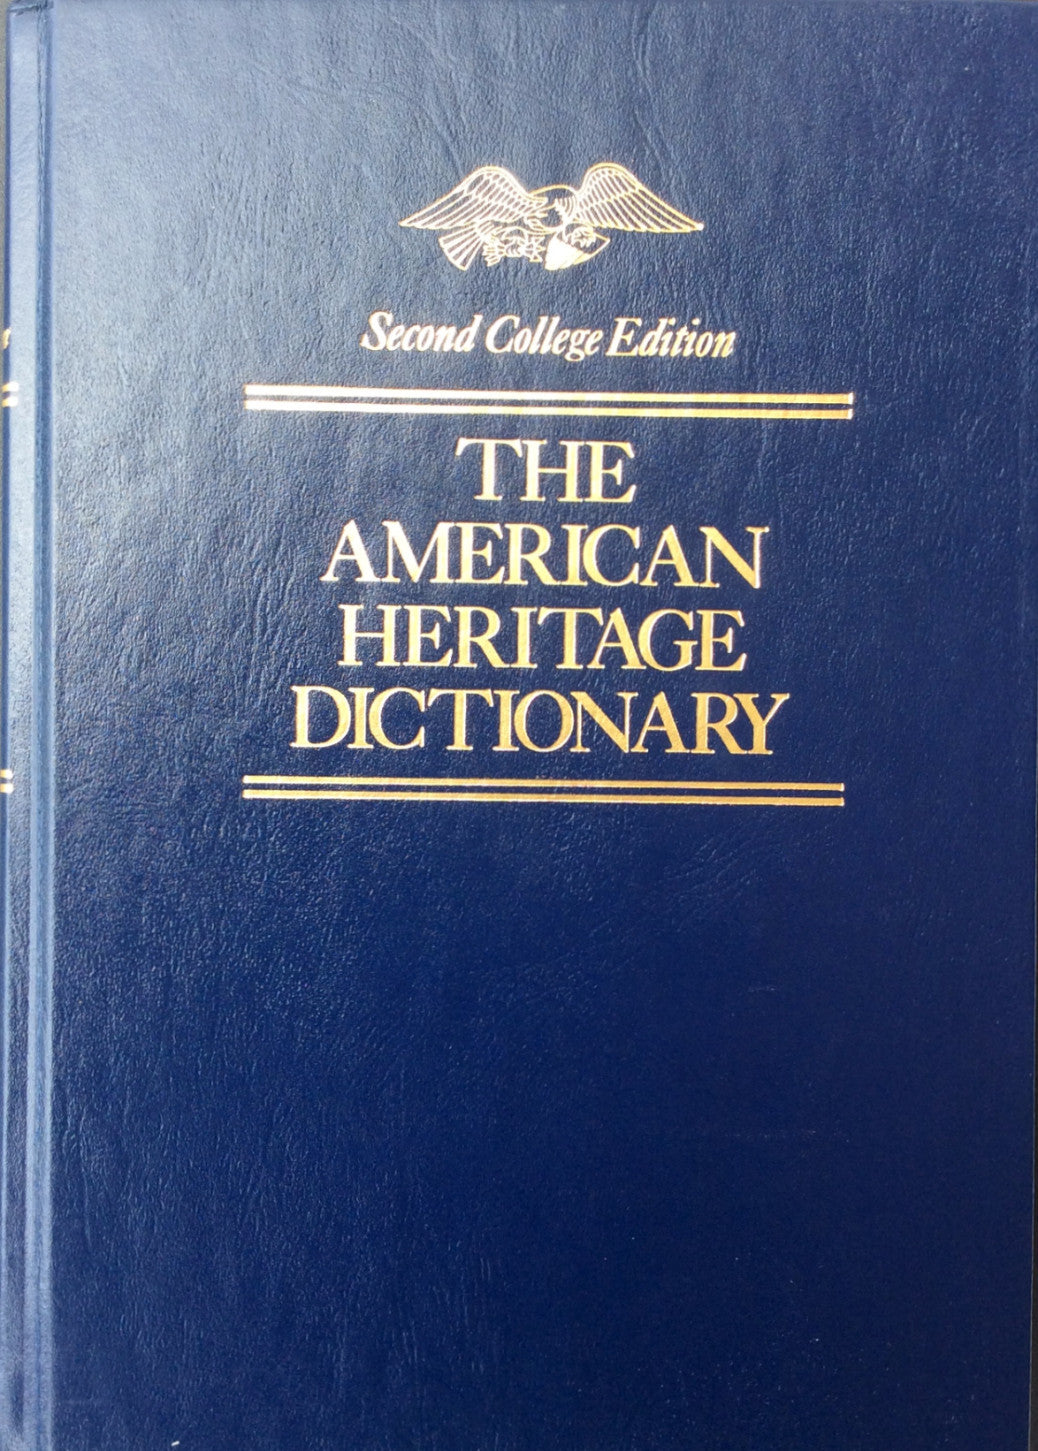 Second College Edition
THE
AMERICAN
HERITAGE
DICTIONARY